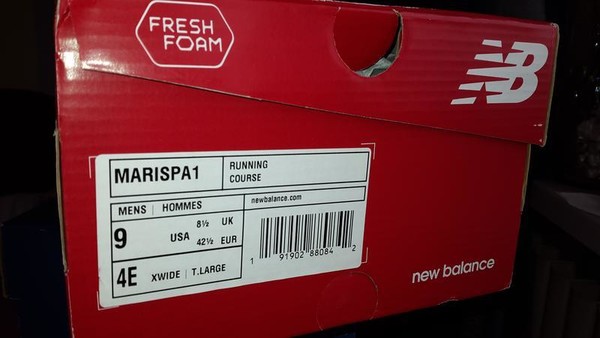 FRESH
FOAM
NB
MARISPA1
RUNNING
COURSE
MENS | HOMMES
newbalance.com
9 USA
8½ UK
42½ EUR
4E XWIDE | T.LARGE
1 91902 88084 2
new balance